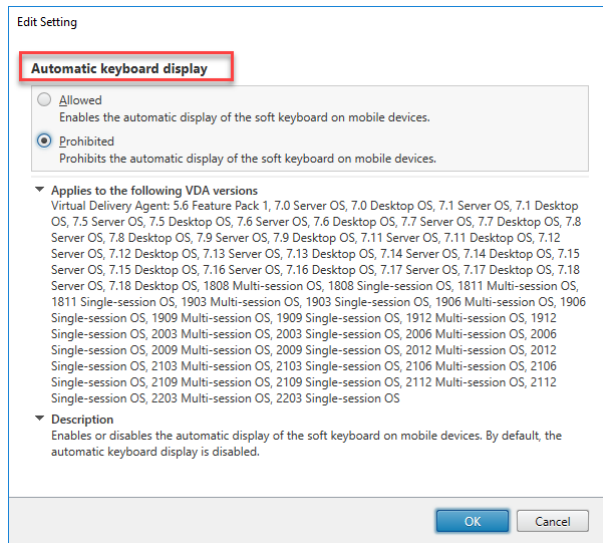 Edit Setting
Automatic keyboard display
Allowed
Enables the automatic display of the soft keyboard on mobile devices.
Prohibited
Prohibits the automatic display of the soft keyboard on mobile devices.
Applies to the following VDA versions
Virtual Delivery Agent: 5.6 Feature Pack 1, 7.0 Server OS, 7.0 Desktop OS, 7.1 Server OS, 7.1 Desktop
OS, 7.5 Server OS, 7.5 Desktop OS, 7.6 Server OS, 7.6 Desktop OS, 7.7 Server OS, 7.7 Desktop OS, 7.8
Server OS, 7.8 Desktop OS, 7.9 Server OS, 7.9 Desktop OS, 7.11 Server OS, 7.11 Desktop OS, 7.12
Server OS, 7.12 Desktop OS, 7.13 Server OS, 7.13 Desktop OS, 7.14 Server OS, 7.14 Desktop OS, 7.15
Server OS, 7.15 Desktop OS, 7.16 Server OS, 7.16 Desktop OS, 7.17 Server OS, 7.17 Desktop OS, 7.18
Server OS, 7.18 Desktop OS, 1808 Multi-session OS, 1808 Single-session OS, 1811 Multi-session OS,
1811 Single-session OS, 1903 Multi-session OS, 1903 Single-session OS, 1906 Multi-session OS, 1906
Single-session OS, 1909 Multi-session OS, 1909 Single-session OS, 1912 Multi-session OS, 1912
Single-session OS, 2003 Multi-session OS, 2003 Single-session OS, 2006 Multi-session OS, 2006
Single-session OS, 2009 Multi-session OS, 2009 Single-session OS, 2012 Multi-session OS, 2012
Single-session OS, 2103 Multi-session OS, 2103 Single-session OS, 2106 Multi-session OS, 2106
Single-session OS, 2109 Multi-session OS, 2109 Single-session OS, 2112 Multi-session OS, 2112
Single-session OS, 2203 Multi-session OS, 2203 Single-session OS
Description
Enables or disables the automatic display of the soft keyboard on mobile devices. By default, the
automatic keyboard display is disabled.
OK Cancel